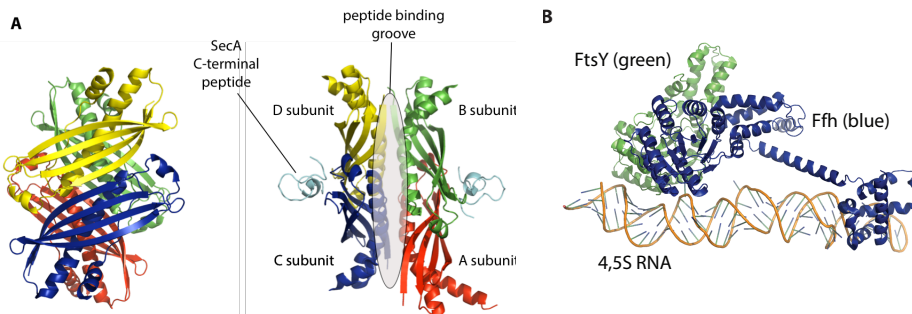 A
peptide binding
groove
SecA
C-terminal
peptide
D subunit
B subunit
C subunit
A subunit
B
FtsY (green)
Ffh (blue)
4,5S RNA